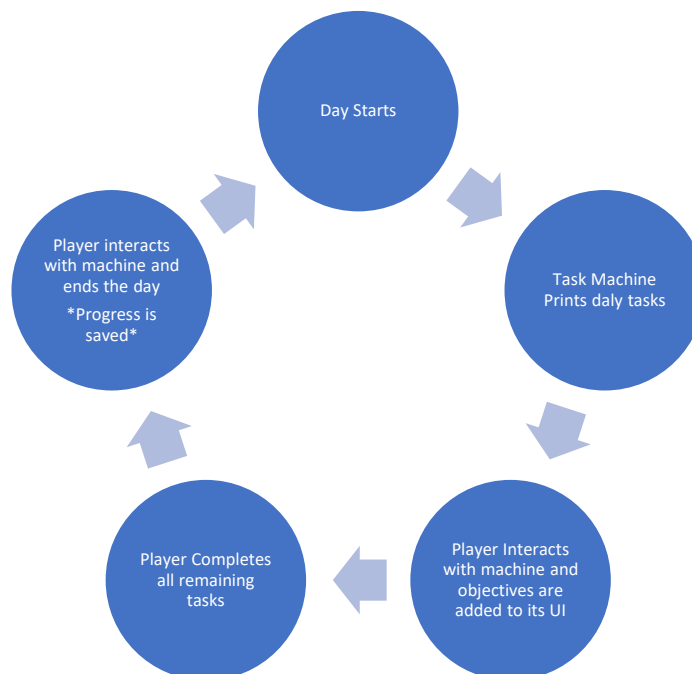 Day Starts
Task Machine
Prints daly tasks
Player Interacts
with machine and
objectives are
added to its UI
Player Completes
all remaining
tasks
Player interacts
with machine and
ends the day
*Progress is
saved*